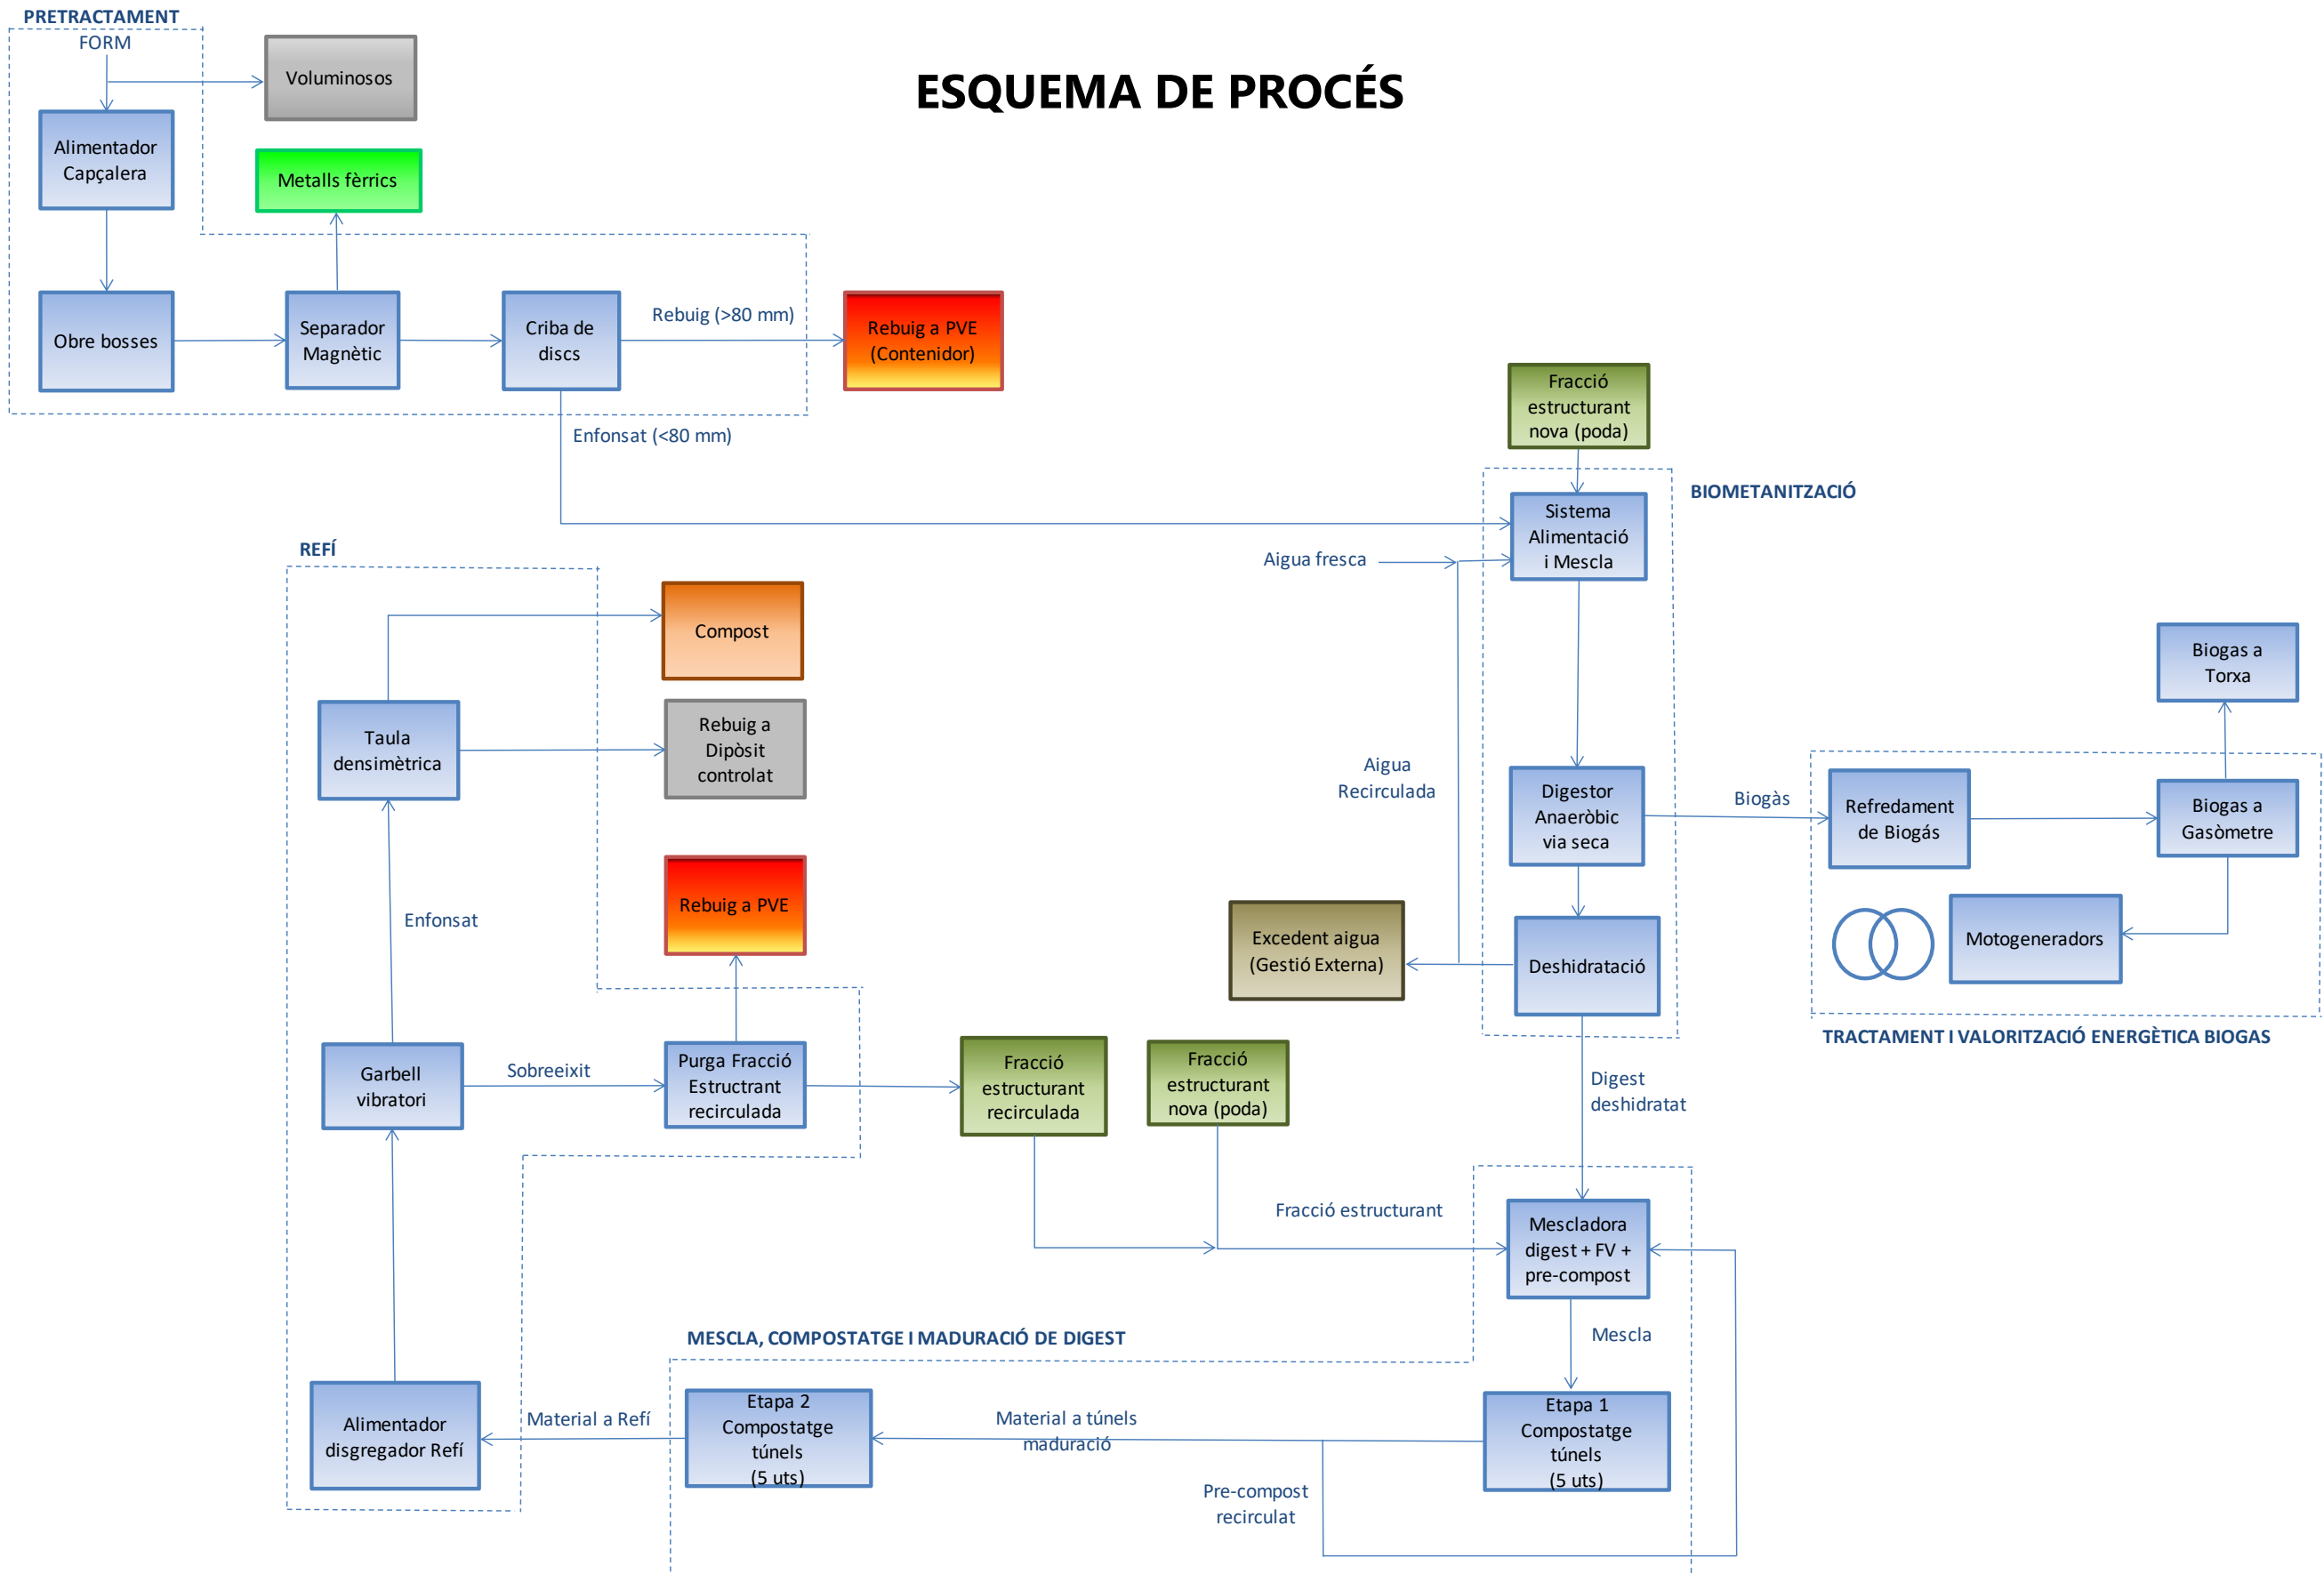 PRETRACTAMENT
FORM
Voluminosos
ESQUEMA DE PROCÉS
Alimentador
Capçalera
Metalls fèrrics
Obre bosses
Separador
Magnètic
Criba de
discs
Rebuig (>80 mm)
Rebuig a PVE
(Contenidor)
Enfonsat (<80 mm)
Fracció
estructurant
nova (poda)
BIOMETANITZACIÓ
Sistema
Alimentació
i Mescla
Aigua fresca
REFÍ
Compost
Biogas a
Torxa
Taula
densimètrica
Rebuig a
Dipòsit
controlat
Aigua
Recirculada
Digestor
Anaeròbic
via seca
Biogàs
Refredament
de Biogás
Biogas a
Gasòmetre
Rebuig a PVE
Enfonsat
Excedent aigua
(Gestió Externa)
Deshidratació
Motogeneradors
TRACTAMENT I VALORITZACIÓ ENERGÈTICA BIOGAS
Garbell
vibratori
Sobreeixit
Purga Fracció
Estructrant
recirculada
Fracció
estructurant
recirculada
Fracció
estructurant
nova (poda)
Digest
deshidratat
Fracció estructurant
Mescladora
digest + FV +
pre-compost
MESCLA, COMPOSTATGE I MADURACIÓ DE DIGEST
Mescla
Alimentador
disgregador Refí
Material a Refí
Etapa 2
Compostatge
túnels
(5 uts)
Material a túnels
maduració
Etapa 1
Compostatge
túnels
(5 uts)
Pre-compost
recirculat